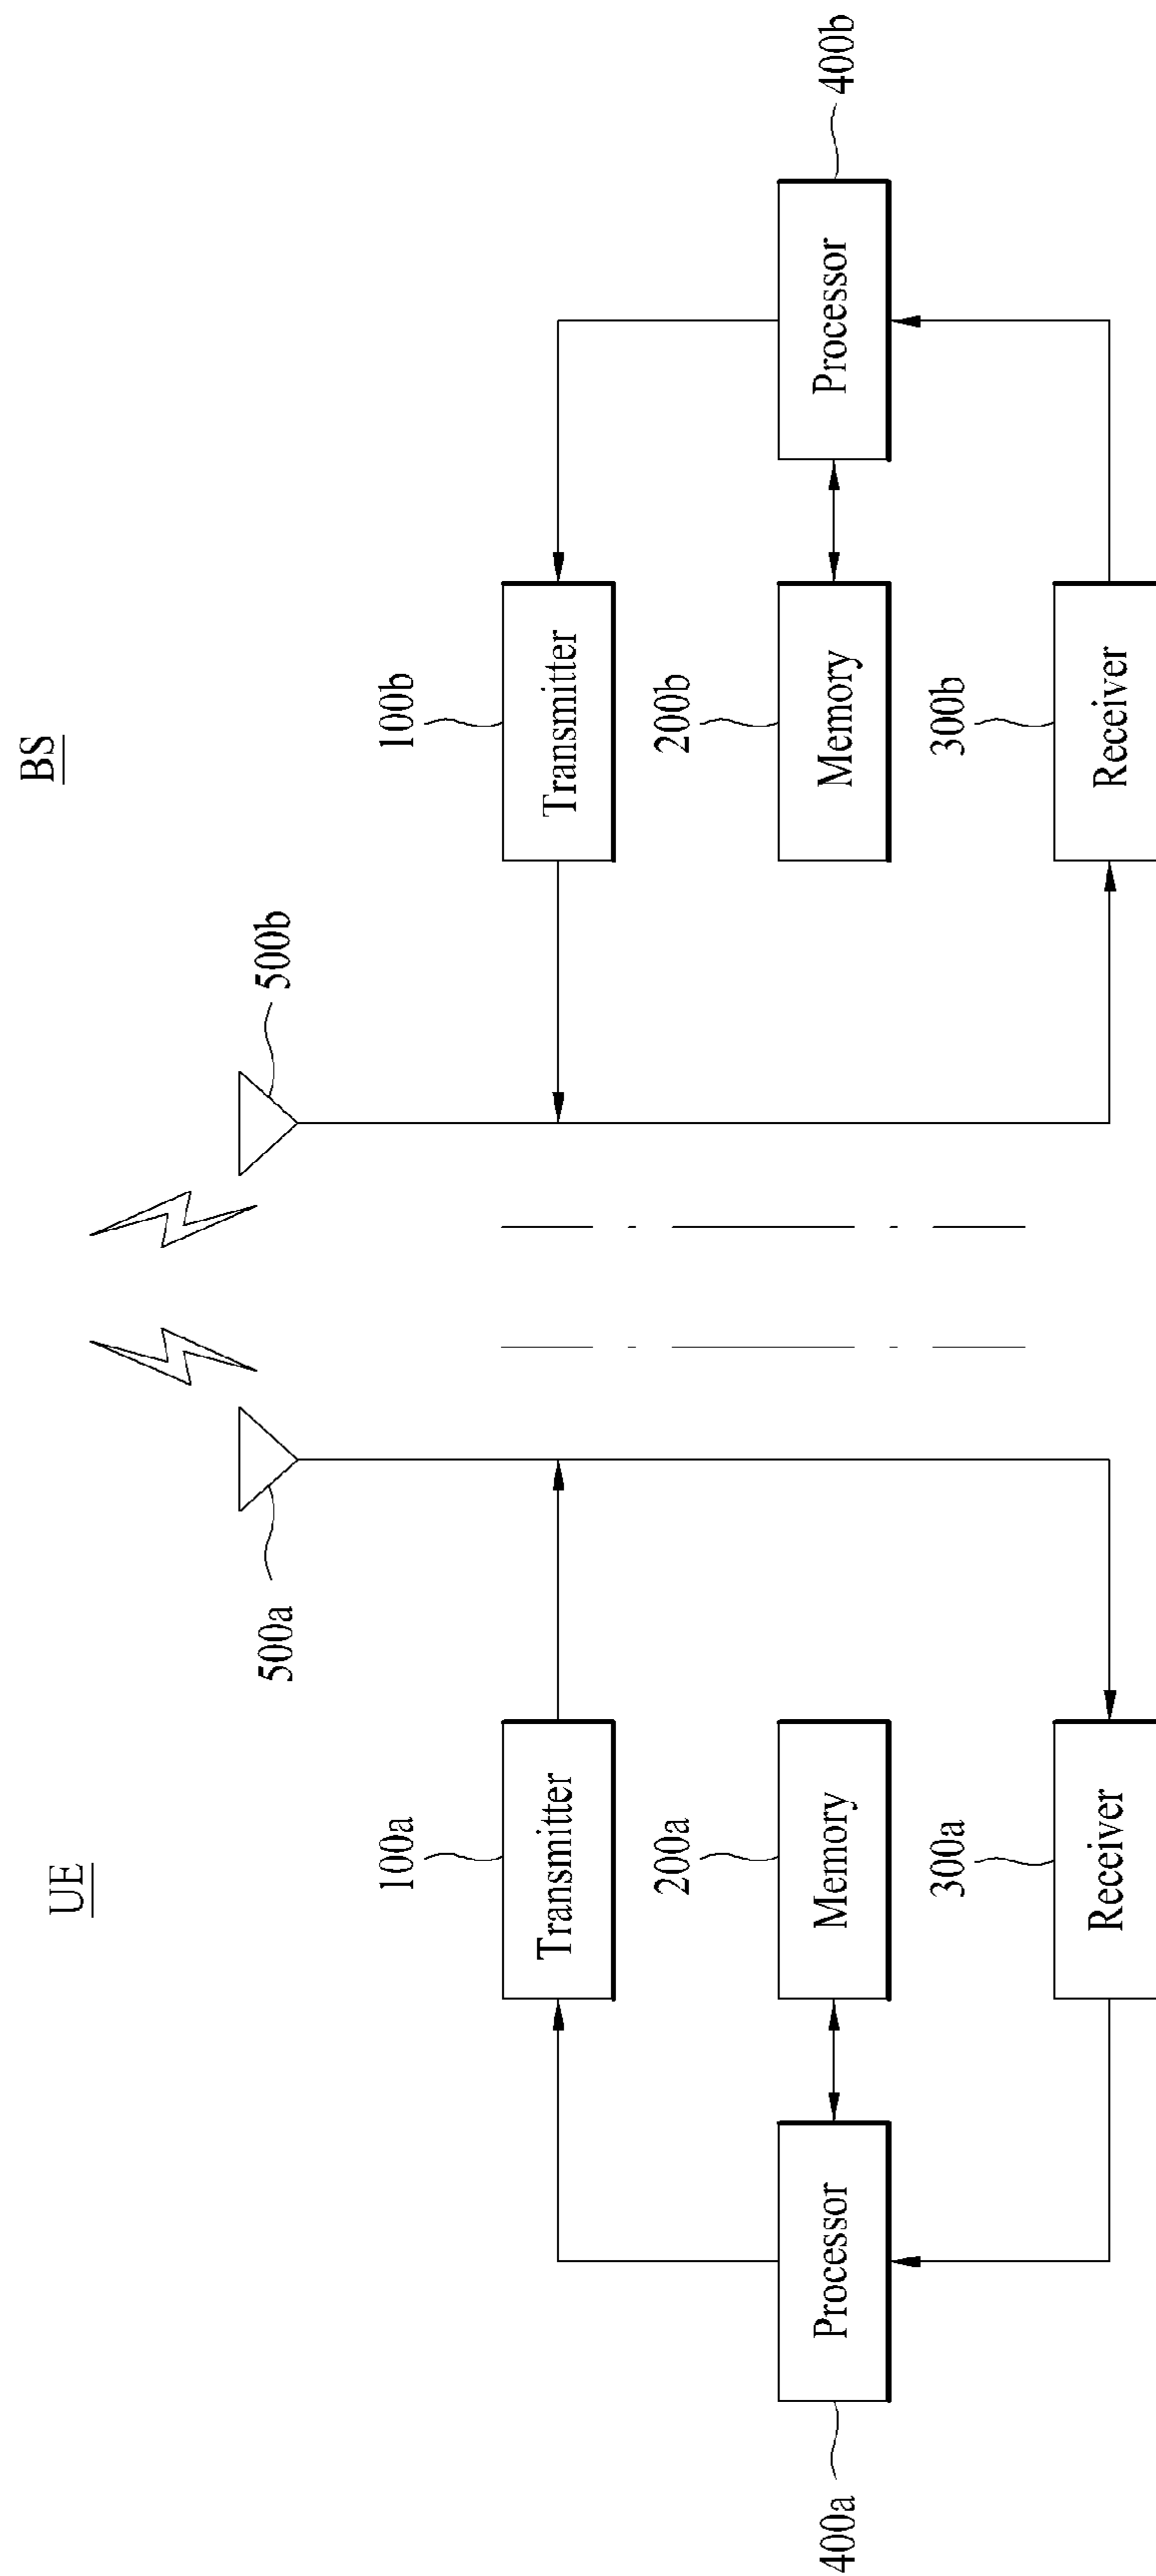 UE
BS
500a
500b
100a
Transmitter
100b
Transmitter
400a
Processor
200a
Memory
200b
Memory
Processor
400b
300a
Receiver
300b
Receiver